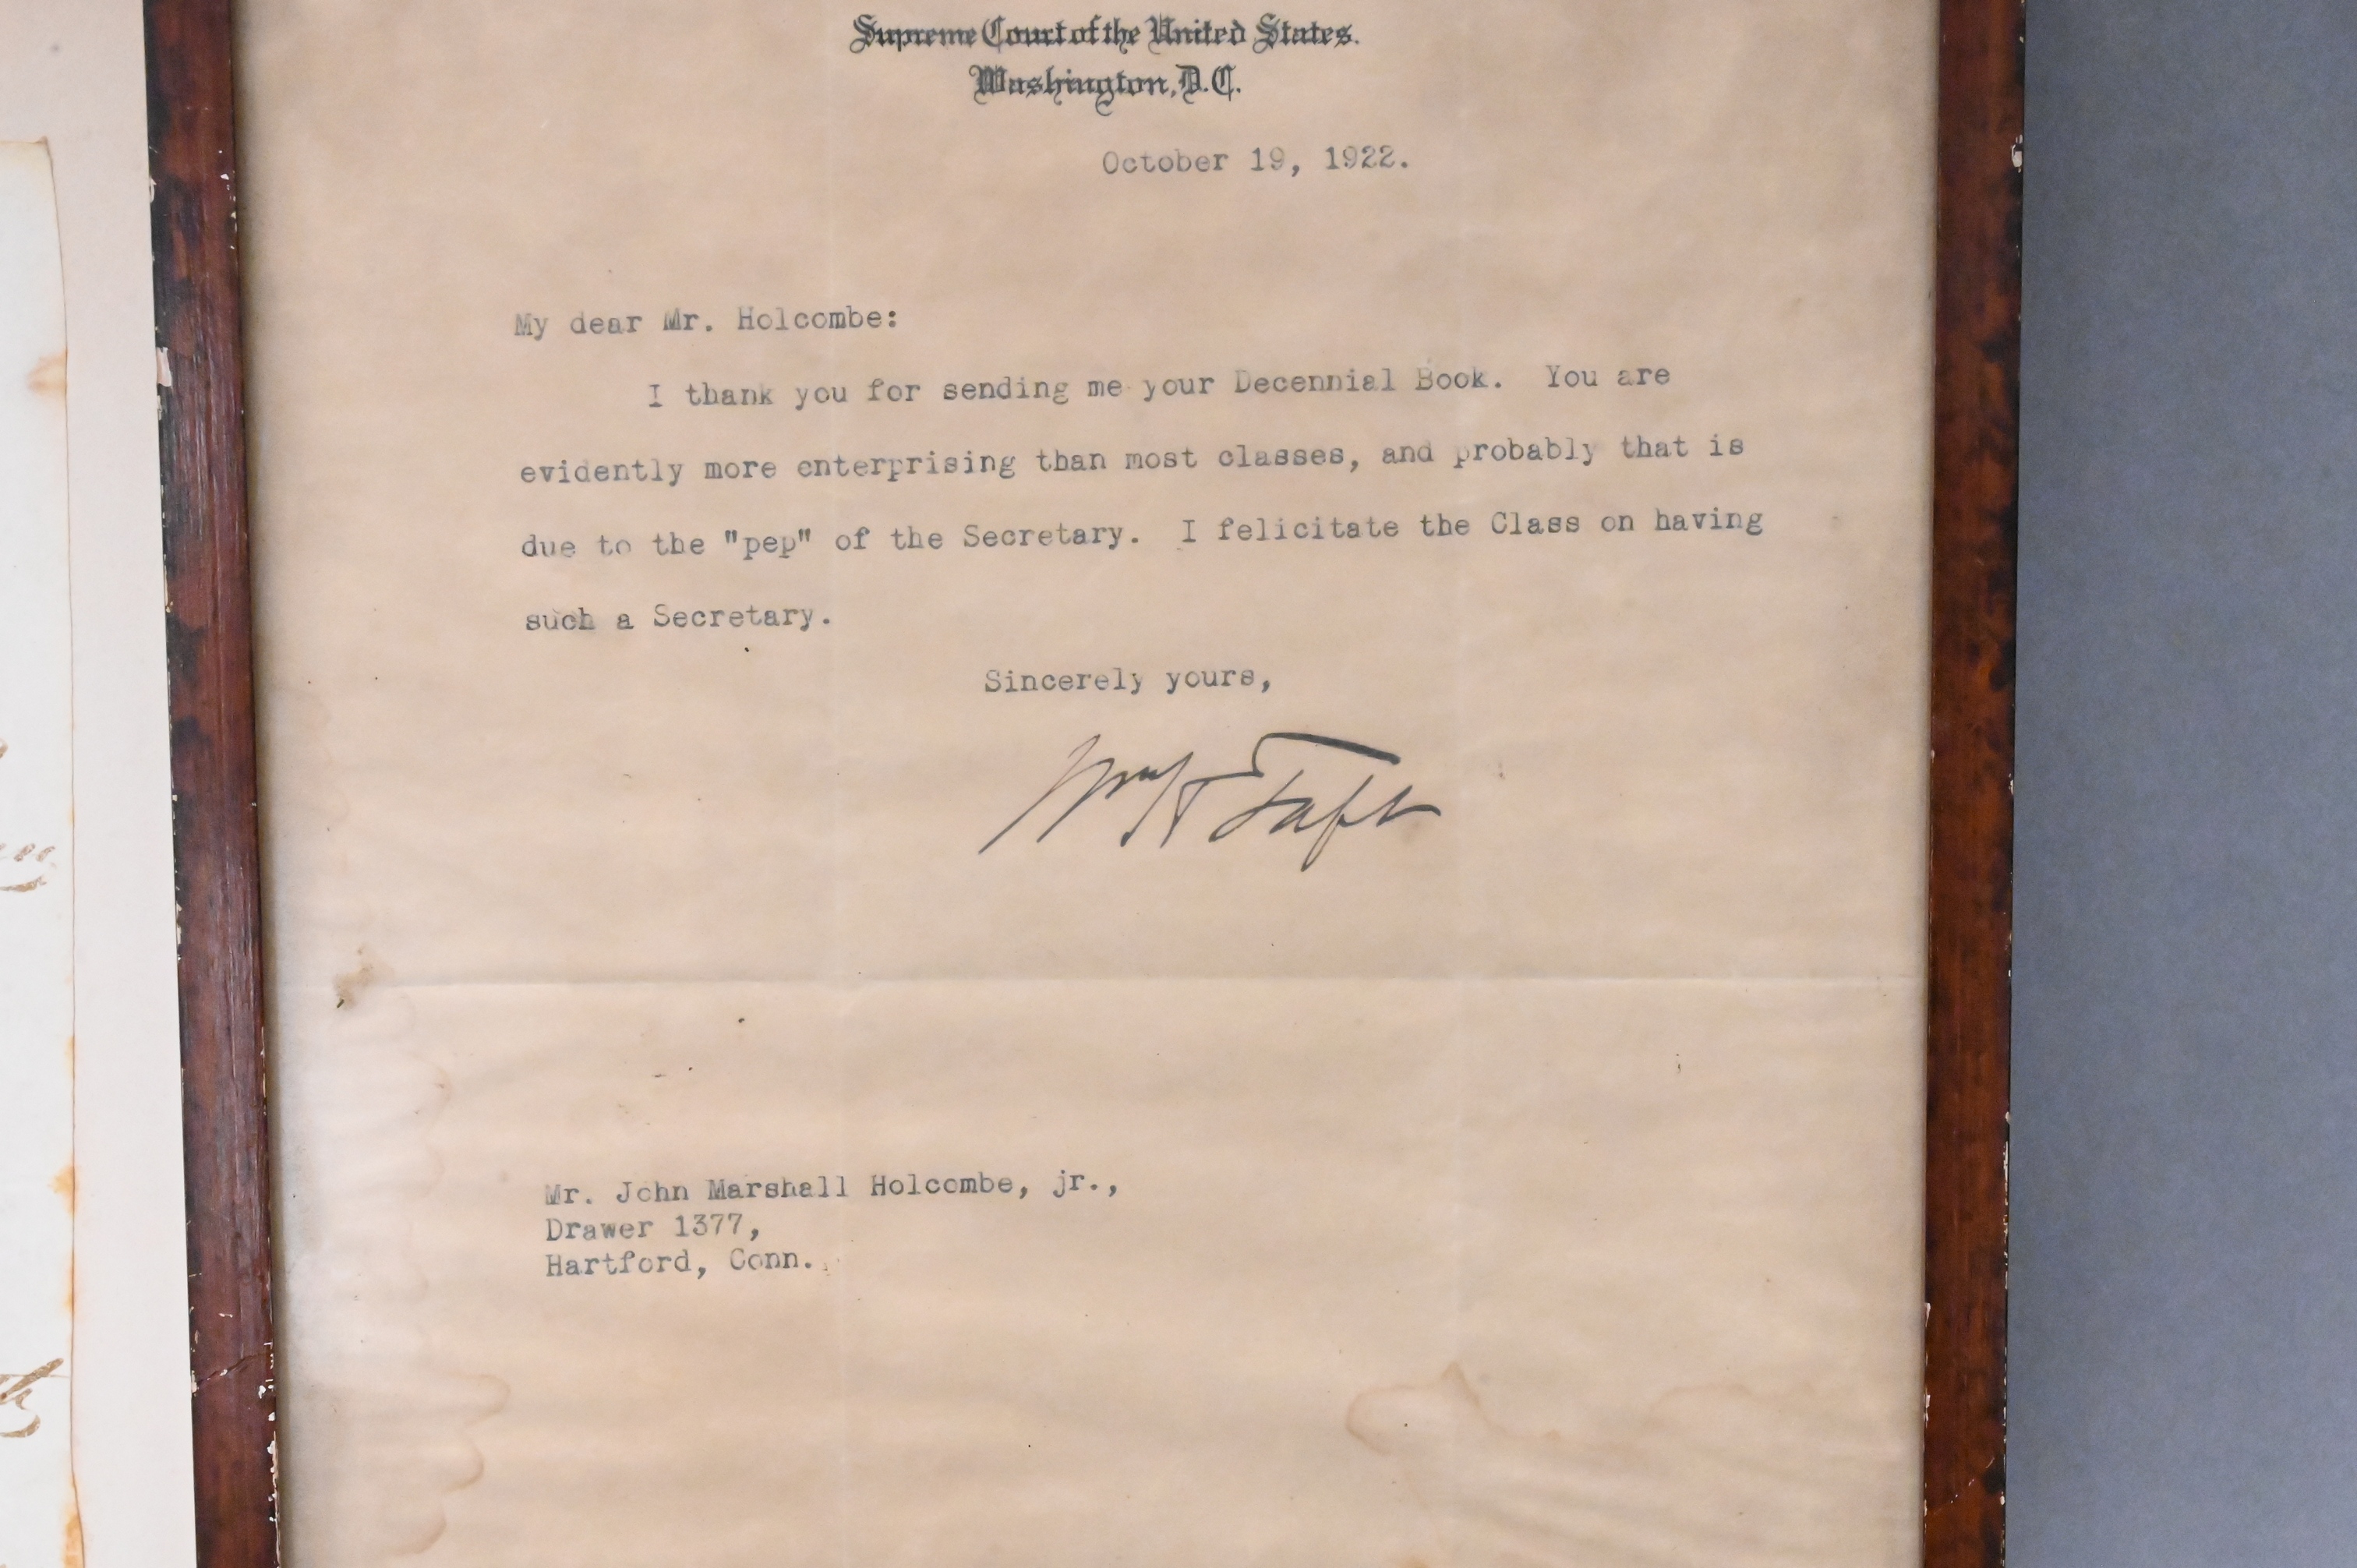 Supreme Court of the United States.
Washington, D.C.
October 19, 1922.
My dear Mr. Holcombe:
I thank you for sending me your Decennial Book. You are
evidently more enterprising than most classes, and probably that is
due to the "pep" of the Secretary. I felicitate the Class on having
such a Secretary.
Sincerely yours,
Wm H Taft
Mr. John Marshall Holcombe, jr.,
Drawer 1377,
Hartford, Conn.